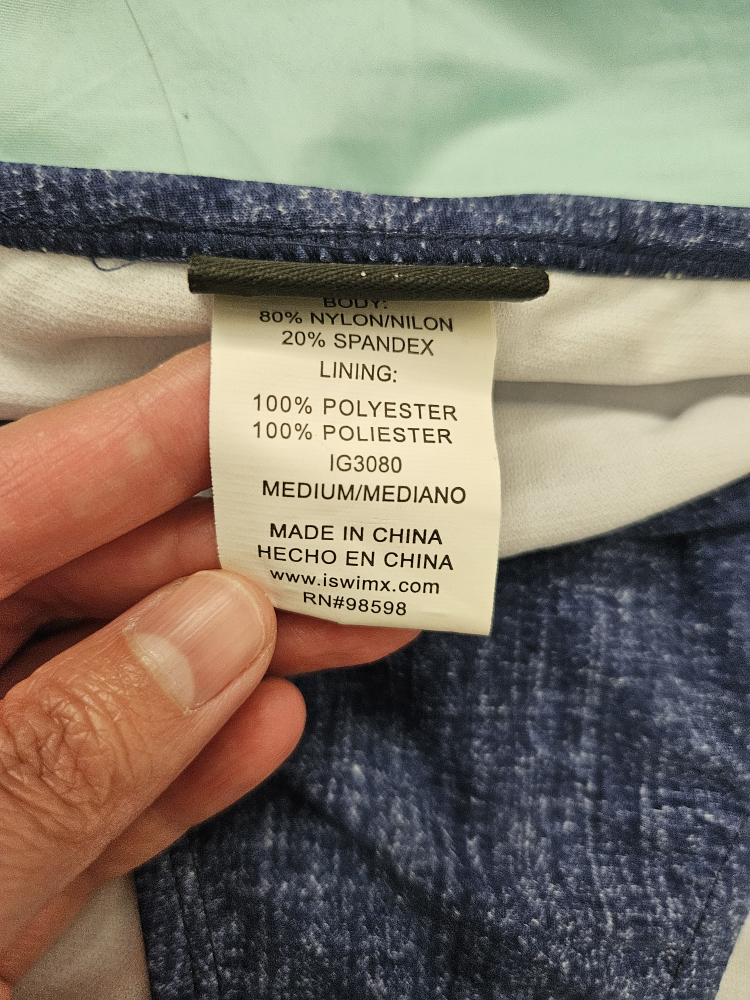 BODY:
80% NYLON/NILON
20% SPANDEX
LINING:
100% POLYESTER
100% POLIESTER
IG3080
MEDIUM/MEDIANO
MADE IN CHINA
HECHO EN CHINA
www.iswimx.com
RN#98598